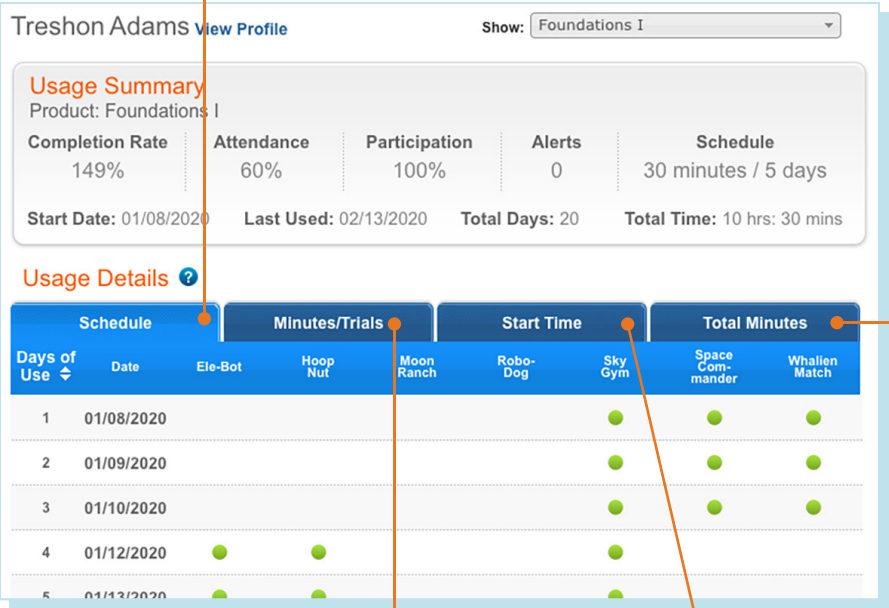 Treshon Adams View Profile Show: Foundations I
Usage Summary
Product: Foundations I
Completion Rate Attendance Participation Alerts Schedule
149% 60% 100% 0 30 minutes / 5 days
Start Date: 01/08/2020 Last Used: 02/13/2020 Total Days: 20 Total Time: 10 hrs: 30 mins
Usage Details ?
Schedule Minutes/Trials Start Time Total Minutes
Days of Use Date Ele-Bot Hoop Nut Moon Ranch Robo-Dog Sky Gym Space Com-mander Whalien Match
1 01/08/2020
2 01/09/2020
3 01/10/2020
4 01/12/2020
5 01/13/2020